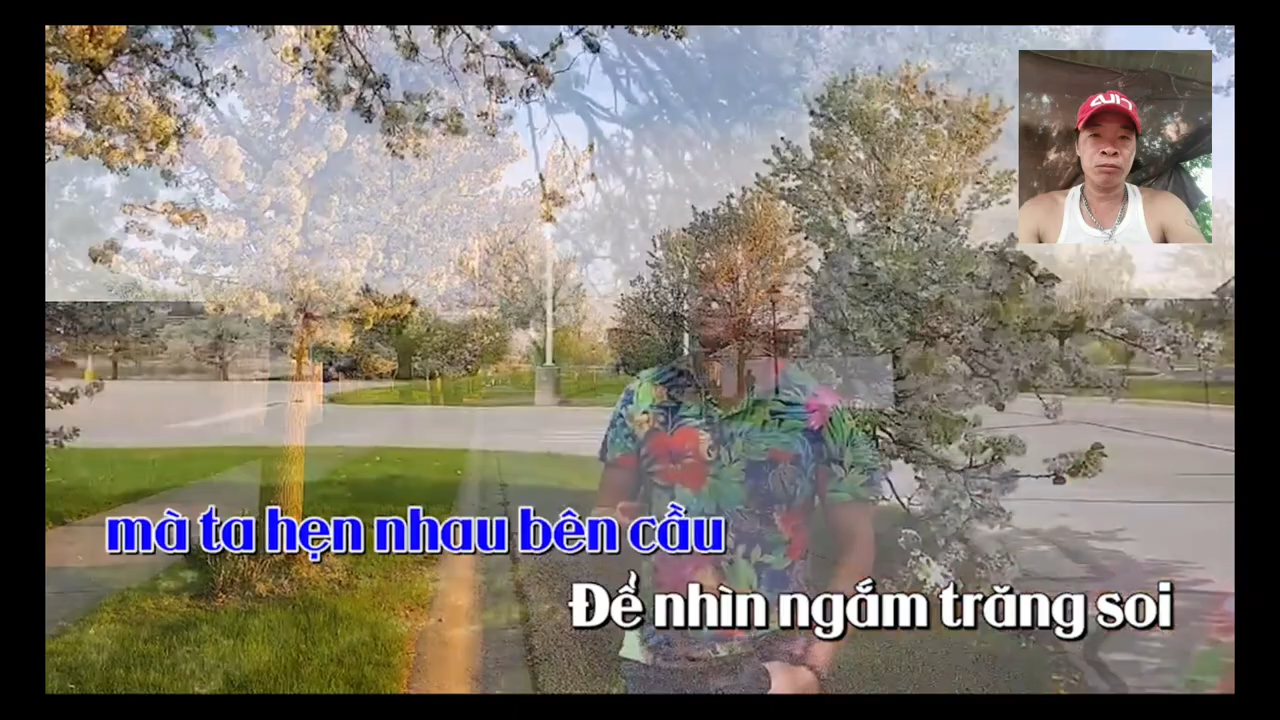 mà ta hẹn nhau bên cầu
Để nhìn ngắm trăng soi